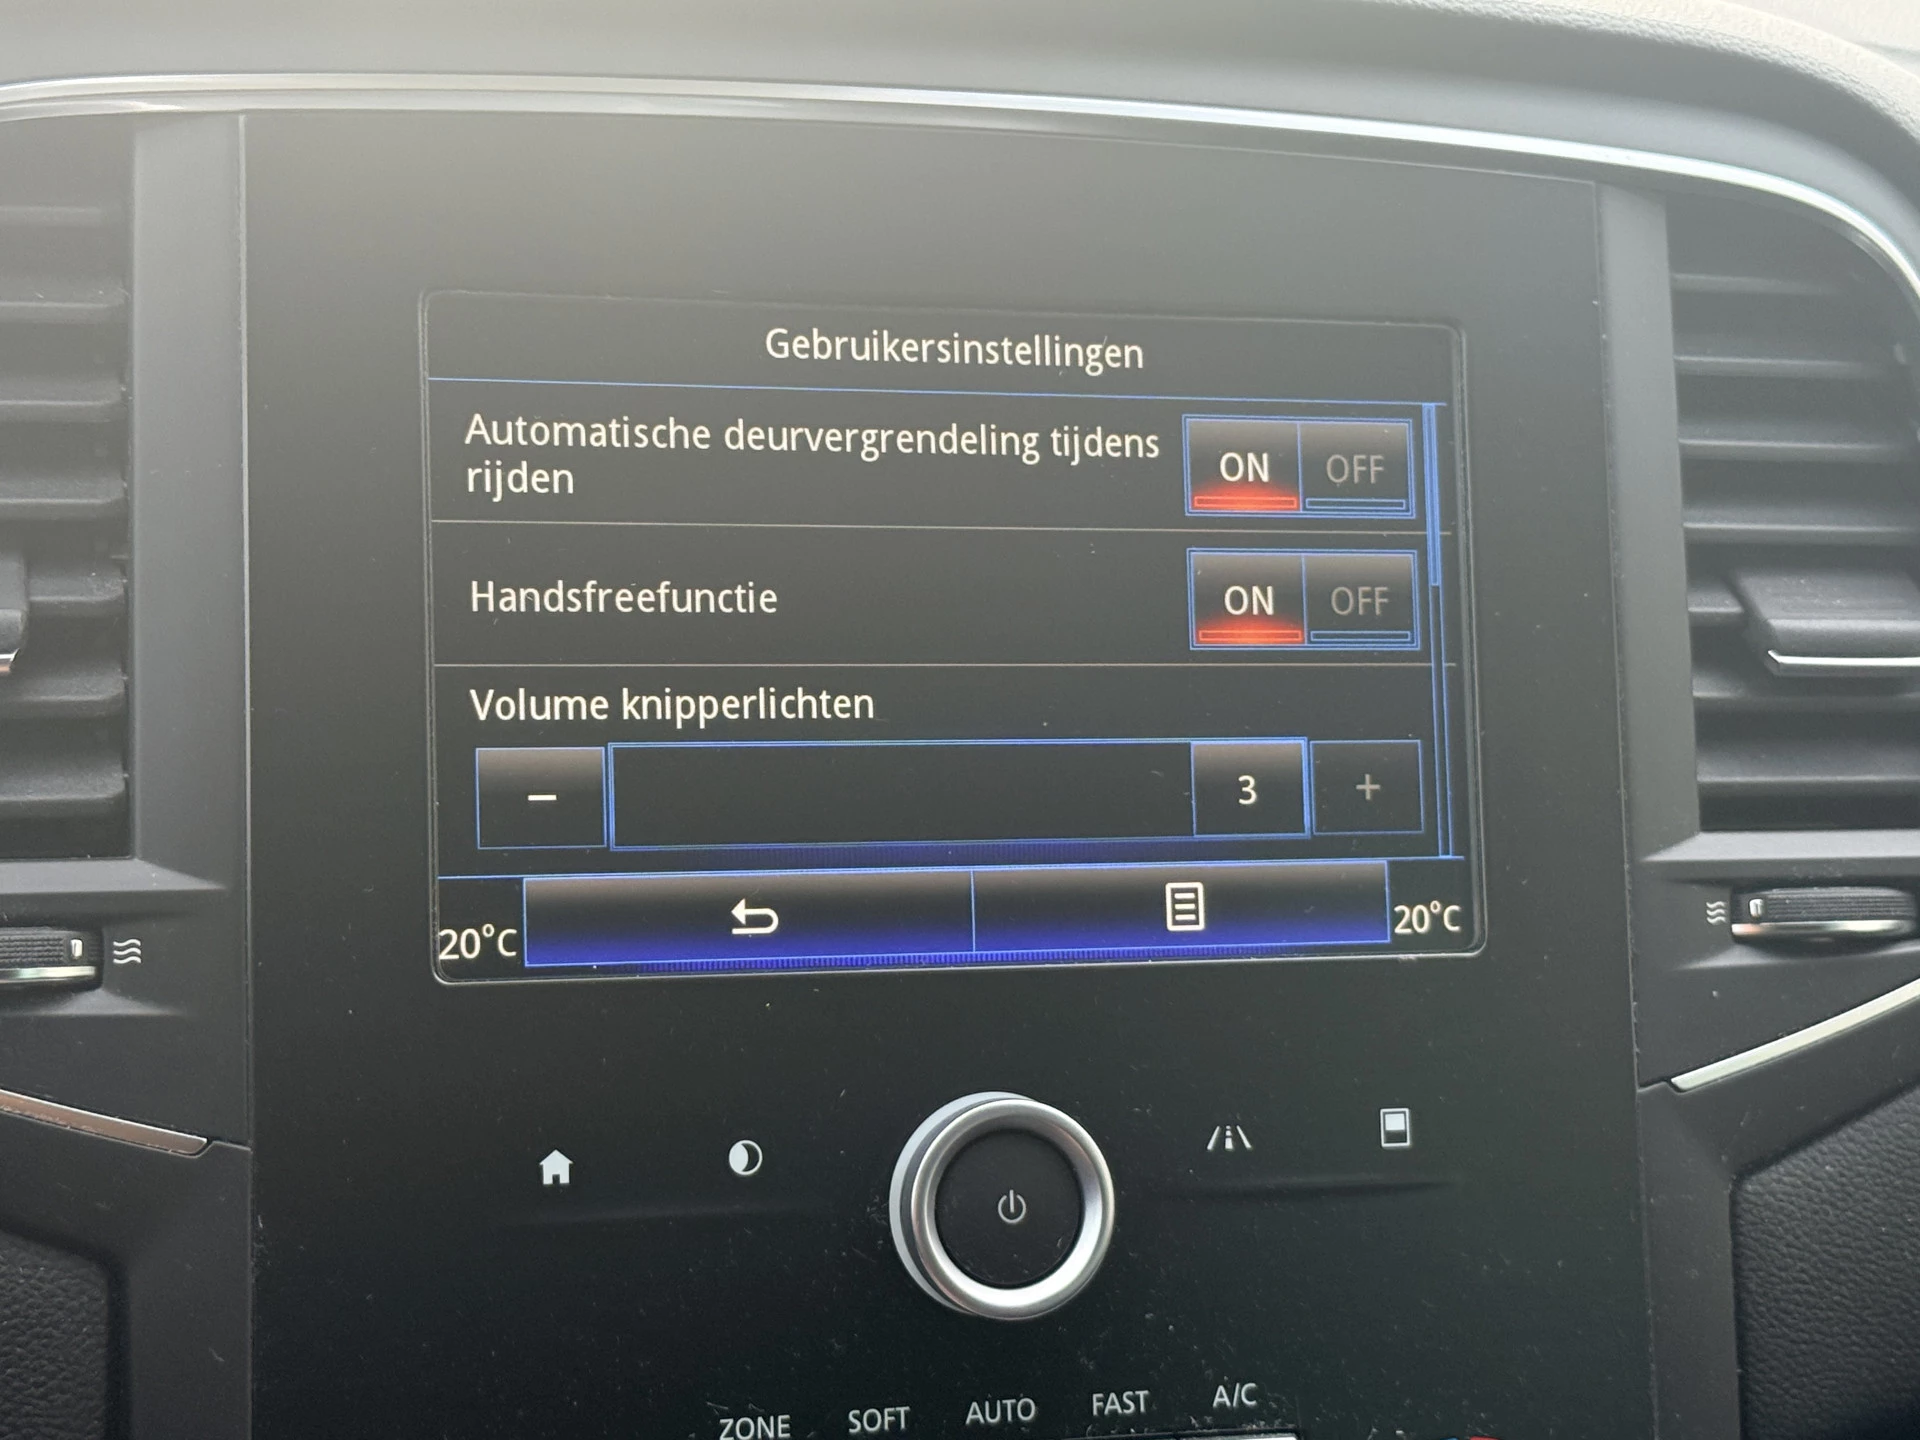 Gebruikersinstellingen
Automatische deurvergrendeling tijdens
rijden
ON OFF
Handsfreefunctie
ON OFF
Volume knipperlichten
− 3 +
20°C 20°C
ZONE SOFT AUTO FAST A/C